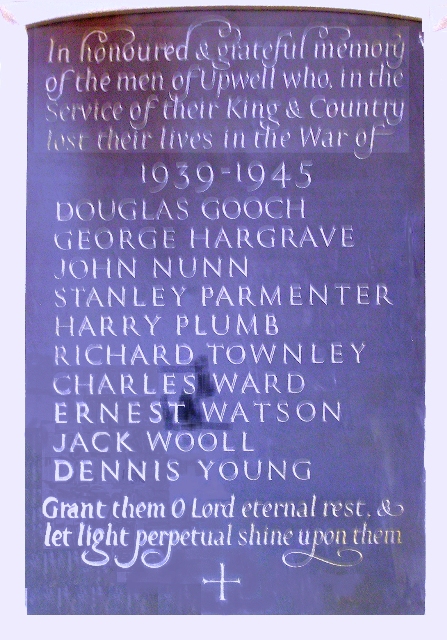 In honoured & grateful memory
of the men of Upwell who, in the
Service of their King & Country
lost their lives in the War of
1939-1945
DOUGLAS GOOCH
GEORGE HARGRAVE
JOHN NUNN
STANLEY PARMENTER
HARRY PLUMB
RICHARD TOWNLEY
CHARLES WARD
ERNEST WATSON
JACK WOOLL
DENNIS YOUNG
Grant them O Lord eternal rest, &
let light perpetual shine upon them